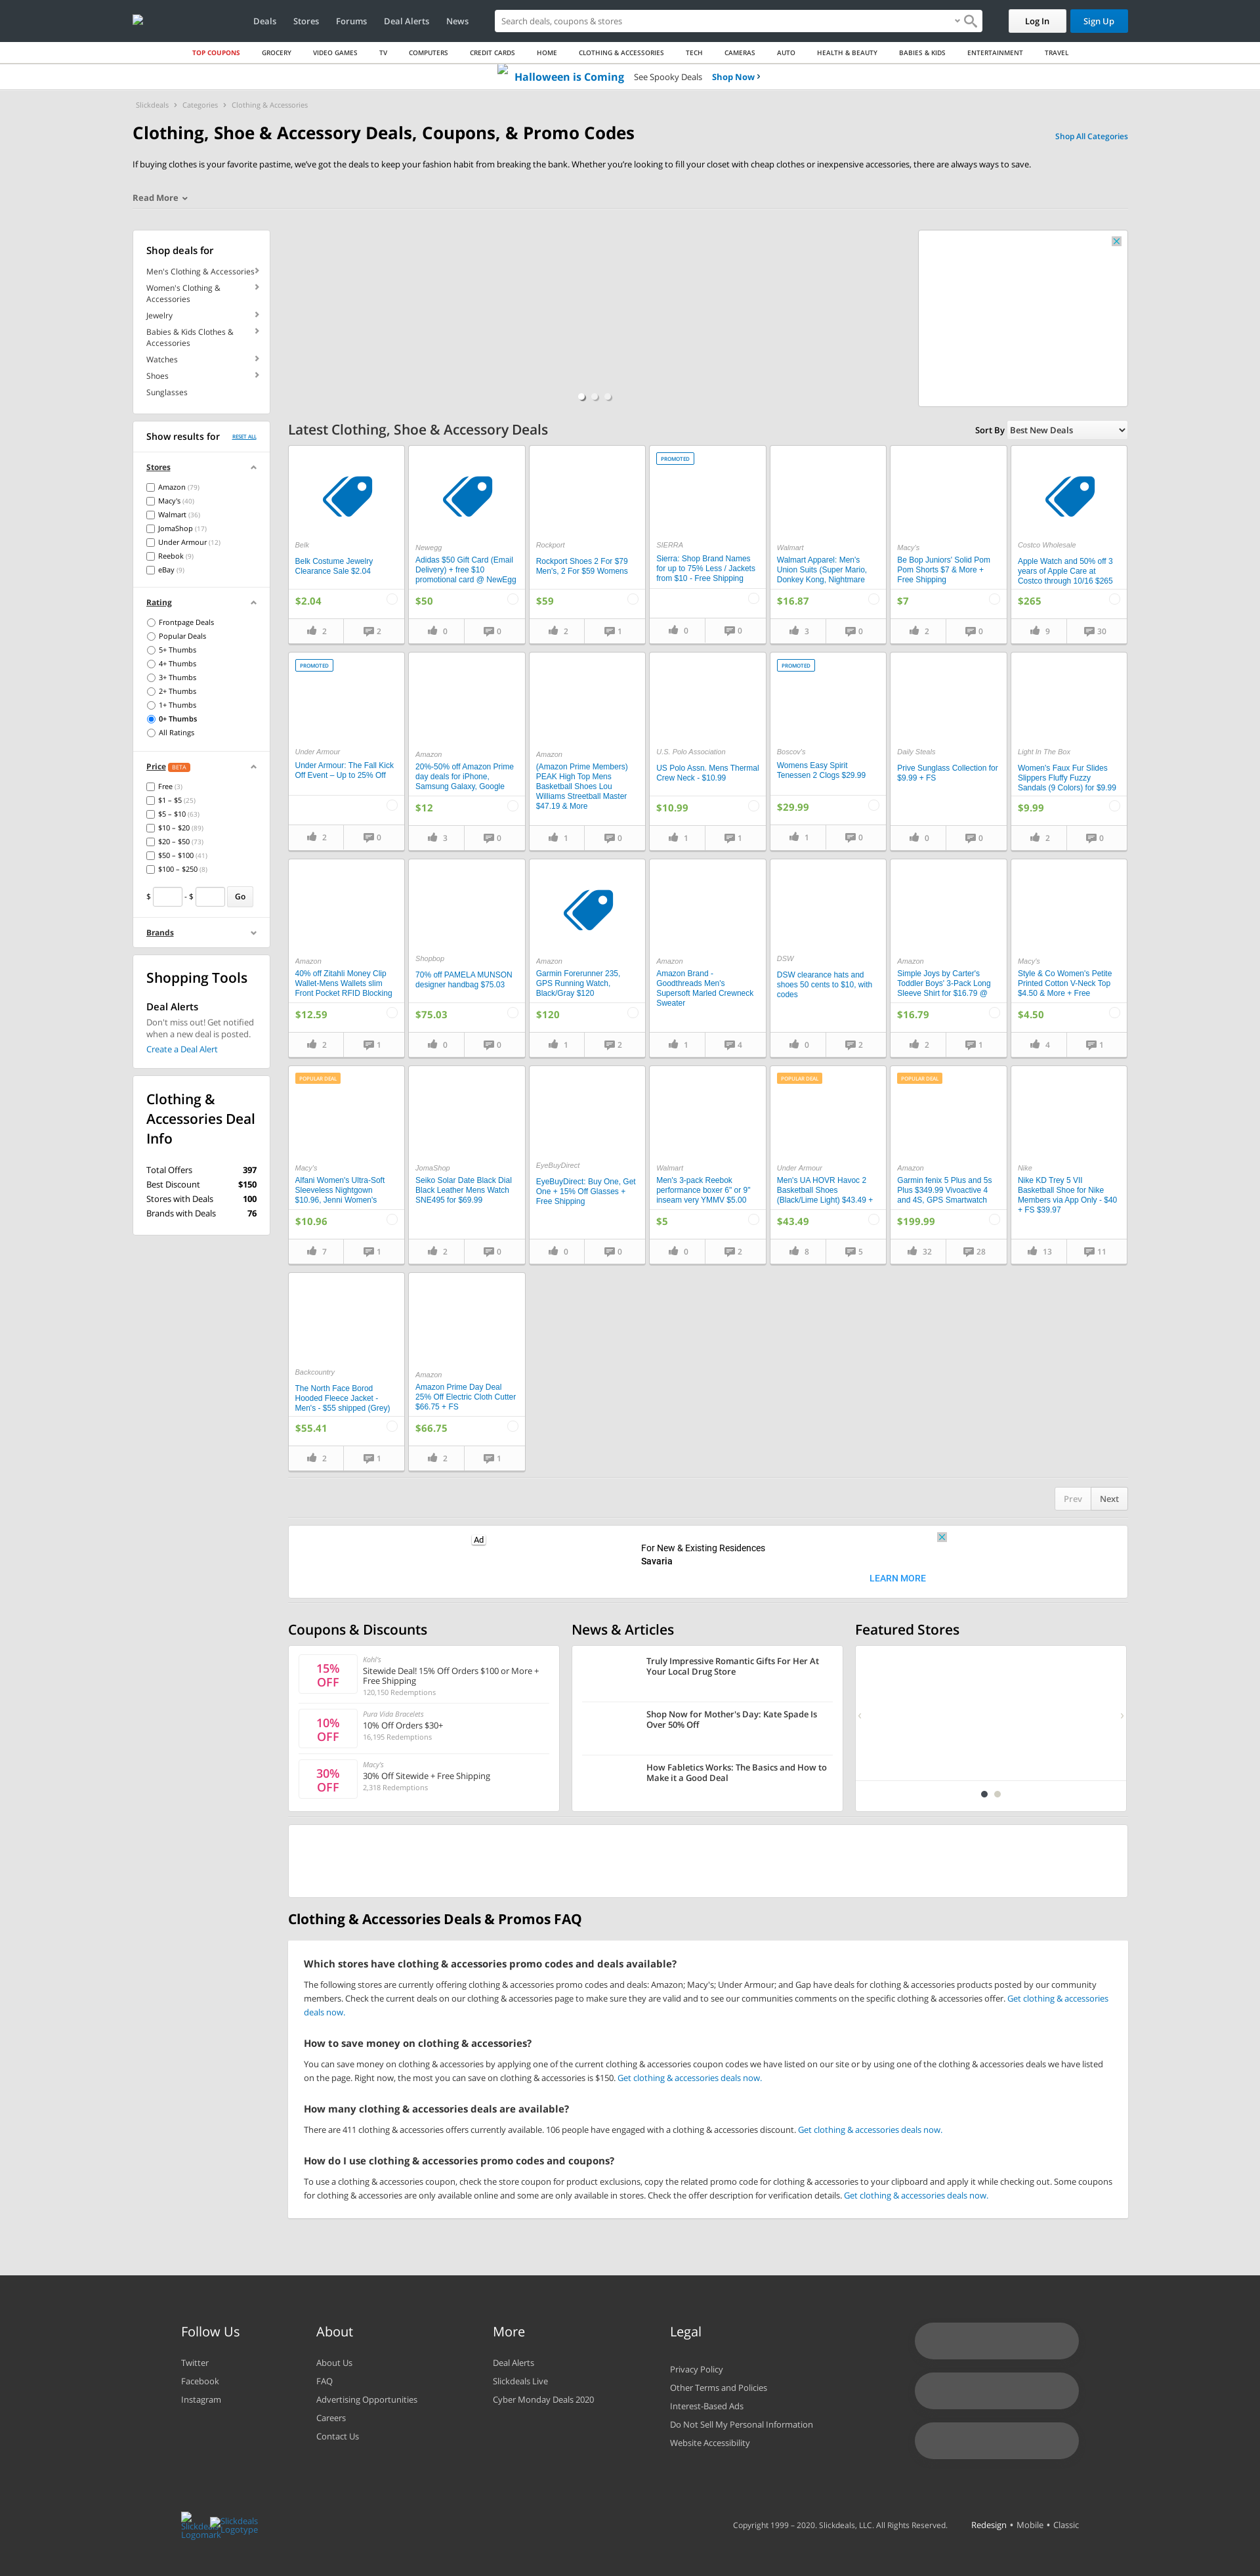 Deals Stores Forums Deal Alerts News
Search deals, coupons & stores
Log In Sign Up
TOP COUPONS GROCERY VIDEO GAMES TV COMPUTERS CREDIT CARDS HOME CLOTHING & ACCESSORIES TECH CAMERAS AUTO HEALTH & BEAUTY BABIES & KIDS ENTERTAINMENT TRAVEL
Halloween is Coming See Spooky Deals Shop Now
Slickdeals Categories Clothing & Accessories
Clothing, Shoe & Accessory Deals, Coupons, & Promo Codes
Shop All Categories
If buying clothes is your favorite pastime, we've got the deals to keep your fashion habit from breaking the bank. Whether you're looking to fill your closet with cheap clothes or inexpensive accessories, there are always ways to save.
Read More
Shop deals for
Men's Clothing & Accessories
Women's Clothing &
Accessories
Jewelry
Babies & Kids Clothes &
Accessories
Watches
Shoes
Sunglasses
Show results for RESET ALL
Stores
Amazon (79)
Macy's (40)
Walmart (36)
JomaShop (17)
Under Armour (12)
Reebok (9)
eBay (9)
Rating
Frontpage Deals
Popular Deals
5+ Thumbs
4+ Thumbs
3+ Thumbs
2+ Thumbs
1+ Thumbs
0+ Thumbs
All Ratings
Price BETA
Free (3)
$1 – $5 (25)
$5 – $10 (63)
$10 – $20 (89)
$20 – $50 (73)
$50 – $100 (41)
$100 – $250 (8)
$ - $ Go
Brands
Shopping Tools
Deal Alerts
Don't miss out! Get notified
when a new deal is posted.
Create a Deal Alert
Clothing &
Accessories Deal
Info
Total Offers 397
Best Discount $150
Stores with Deals 100
Brands with Deals 76
Latest Clothing, Shoe & Accessory Deals
Sort By Best New Deals
Belk
Belk Costume Jewelry
Clearance Sale $2.04
$2.04
2 2
Newegg
Adidas $50 Gift Card (Email
Delivery) + free $10
promotional card @ NewEgg
$50
0 0
Rockport
Rockport Shoes 2 For $79
Men's, 2 For $59 Womens
$59
2 1
PROMOTED
SIERRA
Sierra: Shop Brand Names
for up to 75% Less / Jackets
from $10 - Free Shipping
0 0
Walmart
Walmart Apparel: Men's
Union Suits (Super Mario,
Donkey Kong, Nightmare
$16.87
3 0
Macy's
Be Bop Juniors' Solid Pom
Pom Shorts $7 & More +
Free Shipping
$7
2 0
Costco Wholesale
Apple Watch and 50% off 3
years of Apple Care at
Costco through 10/16 $265
$265
9 30
PROMOTED
Under Armour
Under Armour: The Fall Kick
Off Event – Up to 25% Off
2 0
Amazon
20%-50% off Amazon Prime
day deals for iPhone,
Samsung Galaxy, Google
$12
3 0
Amazon
(Amazon Prime Members)
PEAK High Top Mens
Basketball Shoes Lou
Williams Streetball Master
$47.19 & More
1 0
U.S. Polo Association
US Polo Assn. Mens Thermal
Crew Neck - $10.99
$10.99
1 1
PROMOTED
Boscov's
Womens Easy Spirit
Tenessen 2 Clogs $29.99
$29.99
1 0
Daily Steals
Prive Sunglass Collection for
$9.99 + FS
0 0
Light In The Box
Women's Faux Fur Slides
Slippers Fluffy Fuzzy
Sandals (9 Colors) for $9.99
$9.99
2 0
Amazon
40% off Zitahli Money Clip
Wallet-Mens Wallets slim
Front Pocket RFID Blocking
$12.59
2 1
Shopbop
70% off PAMELA MUNSON
designer handbag $75.03
$75.03
0 0
Amazon
Garmin Forerunner 235,
GPS Running Watch,
Black/Gray $120
$120
1 2
Amazon
Amazon Brand -
Goodthreads Men's
Supersoft Marled Crewneck
Sweater
1 4
DSW
DSW clearance hats and
shoes 50 cents to $10, with
codes
0 2
Amazon
Simple Joys by Carter's
Toddler Boys' 3-Pack Long
Sleeve Shirt for $16.79 @
$16.79
2 1
Macy's
Style & Co Women's Petite
Printed Cotton V-Neck Top
$4.50 & More + Free
$4.50
4 1
POPULAR DEAL
Macy's
Alfani Women's Ultra-Soft
Sleeveless Nightgown
$10.96, Jenni Women's
$10.96
7 1
JomaShop
Seiko Solar Date Black Dial
Black Leather Mens Watch
SNE495 for $69.99
2 0
EyeBuyDirect
EyeBuyDirect: Buy One, Get
One + 15% Off Glasses +
Free Shipping
0 0
Walmart
Men's 3-pack Reebok
performance boxer 6" or 9"
inseam very YMMV $5.00
$5
0 2
POPULAR DEAL
Under Armour
Men's UA HOVR Havoc 2
Basketball Shoes
(Black/Lime Light) $43.49 +
$43.49
8 5
POPULAR DEAL
Amazon
Garmin fenix 5 Plus and 5s
Plus $349.99 Vivoactive 4
and 4S, GPS Smartwatch
$199.99
32 28
Nike
Nike KD Trey 5 VII
Basketball Shoe for Nike
Members via App Only - $40
+ FS $39.97
13 11
Backcountry
The North Face Borod
Hooded Fleece Jacket -
Men's - $55 shipped (Grey)
$55.41
2 1
Amazon
Amazon Prime Day Deal
25% Off Electric Cloth Cutter
$66.75 + FS
$66.75
2 1
Prev Next
Ad
For New & Existing Residences
Savaria
LEARN MORE
Coupons & Discounts
15%
OFF
Kohl's
Sitewide Deal! 15% Off Orders $100 or More +
Free Shipping
120,150 Redemptions
10%
OFF
Pura Vida Bracelets
10% Off Orders $30+
16,195 Redemptions
30%
OFF
Macy's
30% Off Sitewide + Free Shipping
2,318 Redemptions
News & Articles
Truly Impressive Romantic Gifts For Her At
Your Local Drug Store
Shop Now for Mother's Day: Kate Spade Is
Over 50% Off
How Fabletics Works: The Basics and How to
Make it a Good Deal
Featured Stores
Clothing & Accessories Deals & Promos FAQ
Which stores have clothing & accessories promo codes and deals available?
The following stores are currently offering clothing & accessories promo codes and deals: Amazon; Macy's; Under Armour; and Gap have deals for clothing & accessories products posted by our community
members. Check the current deals on our clothing & accessories page to make sure they are valid and to see our communities comments on the specific clothing & accessories offer. Get clothing & accessories
deals now.
How to save money on clothing & accessories?
You can save money on clothing & accessories by applying one of the current clothing & accessories coupon codes we have listed on our site or by using one of the clothing & accessories deals we have listed
on the page. Right now, the most you can save on clothing & accessories is $150. Get clothing & accessories deals now.
How many clothing & accessories deals are available?
There are 411 clothing & accessories offers currently available. 106 people have engaged with a clothing & accessories discount. Get clothing & accessories deals now.
How do I use clothing & accessories promo codes and coupons?
To use a clothing & accessories coupon, check the store coupon for product exclusions, copy the related promo code for clothing & accessories to your clipboard and apply it while checking out. Some coupons
for clothing & accessories are only available online and some are only available in stores. Check the offer description for verification details. Get clothing & accessories deals now.
Follow Us
Twitter
Facebook
Instagram
About
About Us
FAQ
Advertising Opportunities
Careers
Contact Us
More
Deal Alerts
Slickdeals Live
Cyber Monday Deals 2020
Legal
Privacy Policy
Other Terms and Policies
Interest-Based Ads
Do Not Sell My Personal Information
Website Accessibility
Slickdeals
Logomark
Slickdeals
Logotype
Copyright 1999 – 2020. Slickdeals, LLC. All Rights Reserved.
Redesign • Mobile • Classic